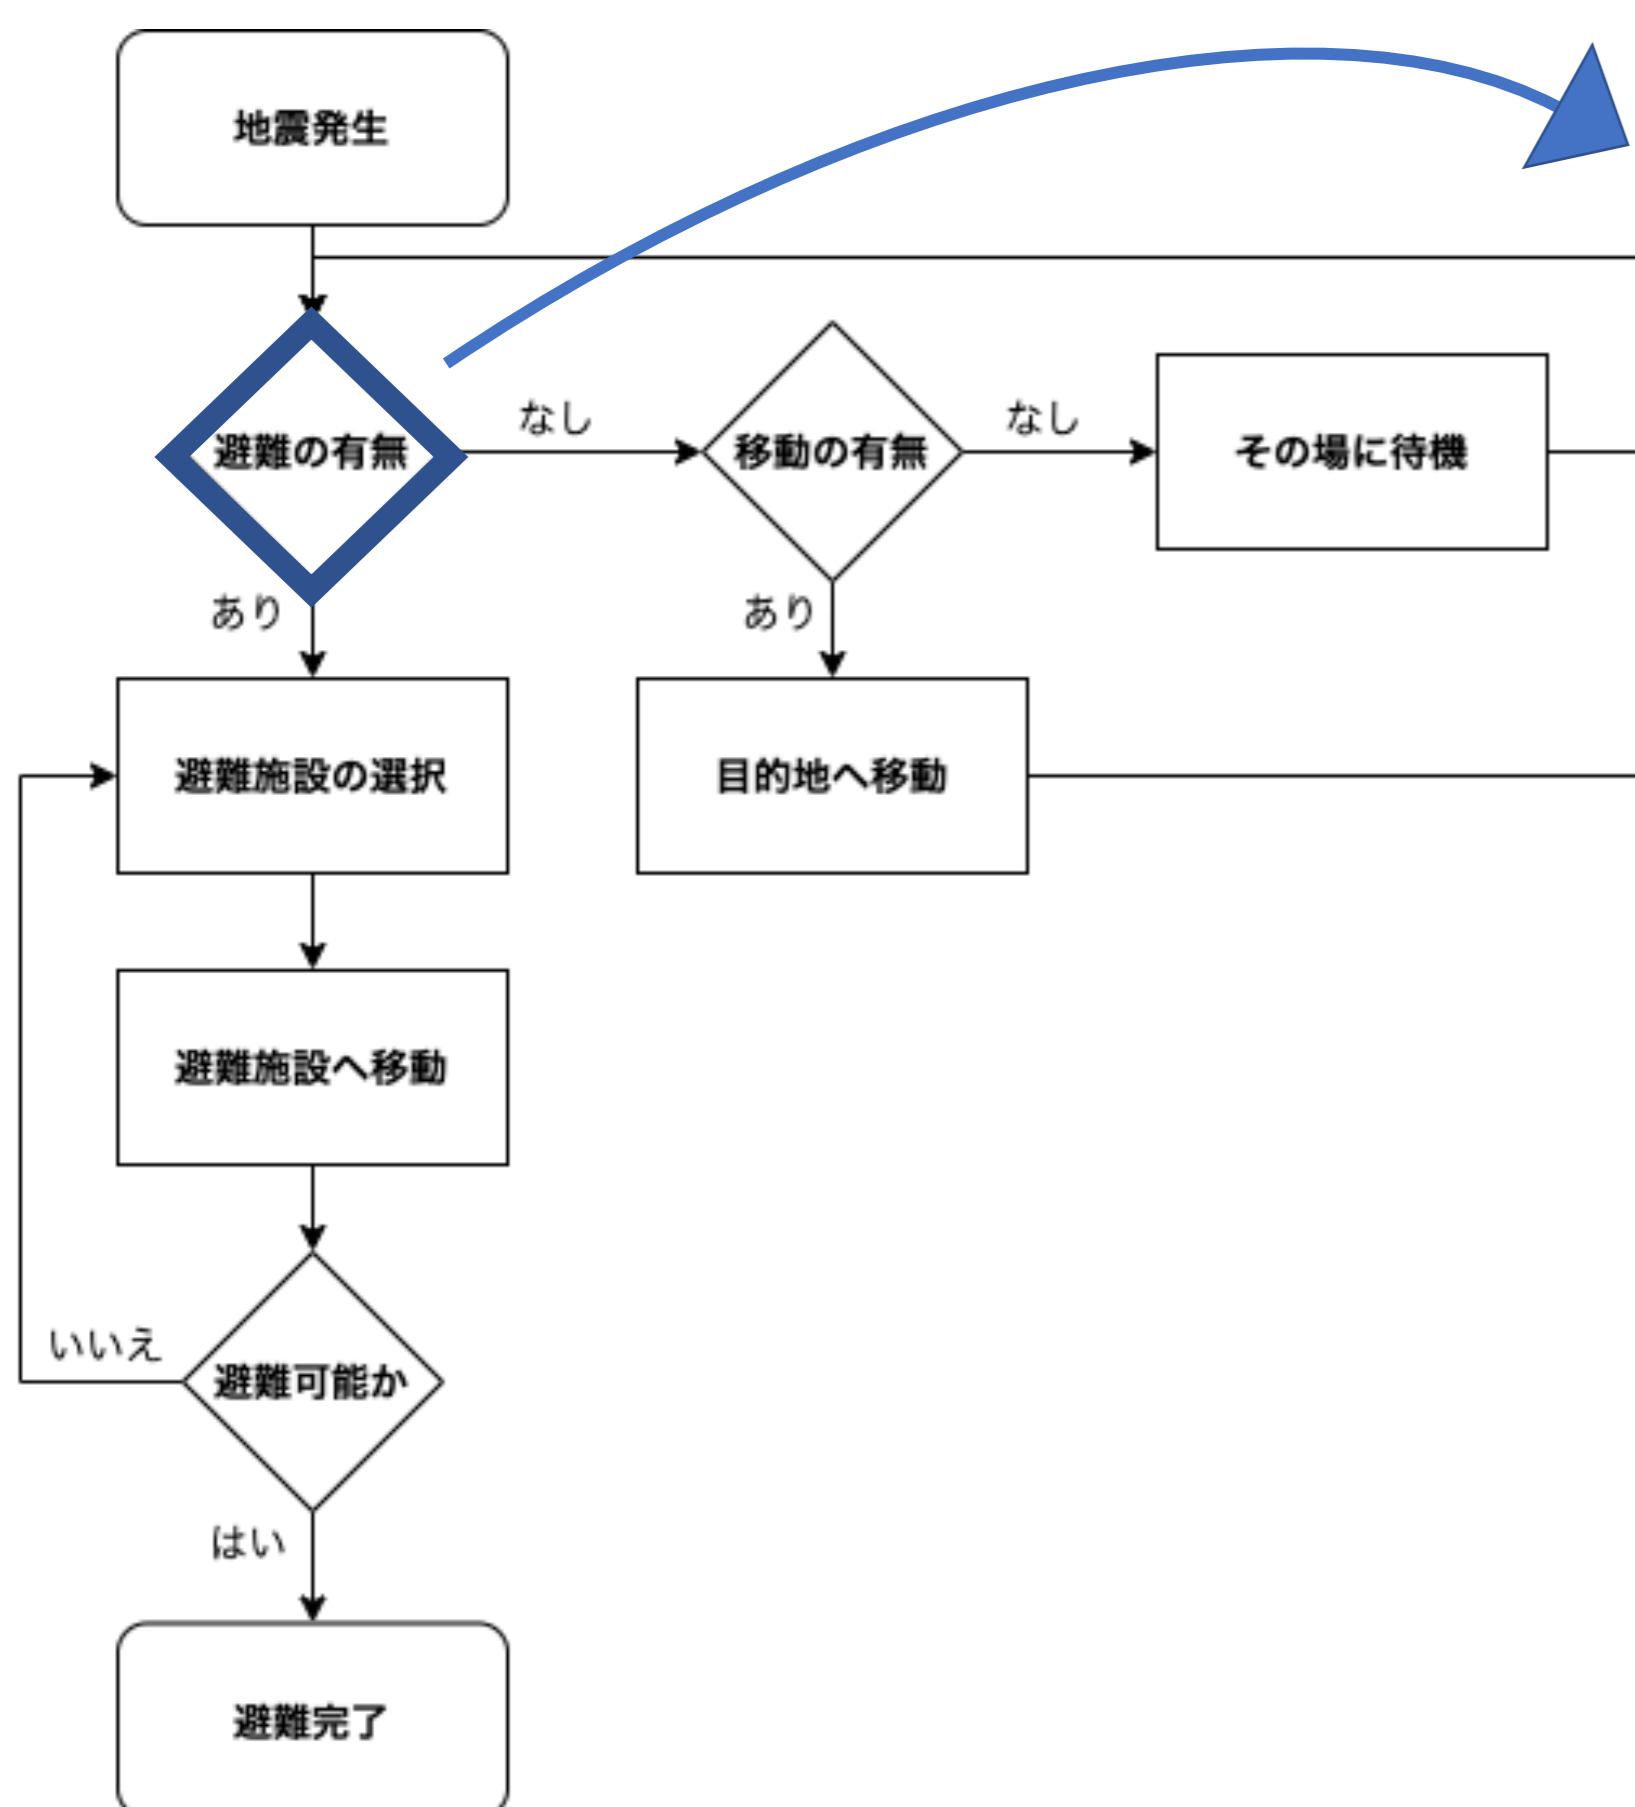 地震発生
避難の有無
なし
移動の有無
なし
その場に待機
あり
あり
避難施設の選択
目的地へ移動
避難施設へ移動
いいえ
避難可能か
はい
避難完了